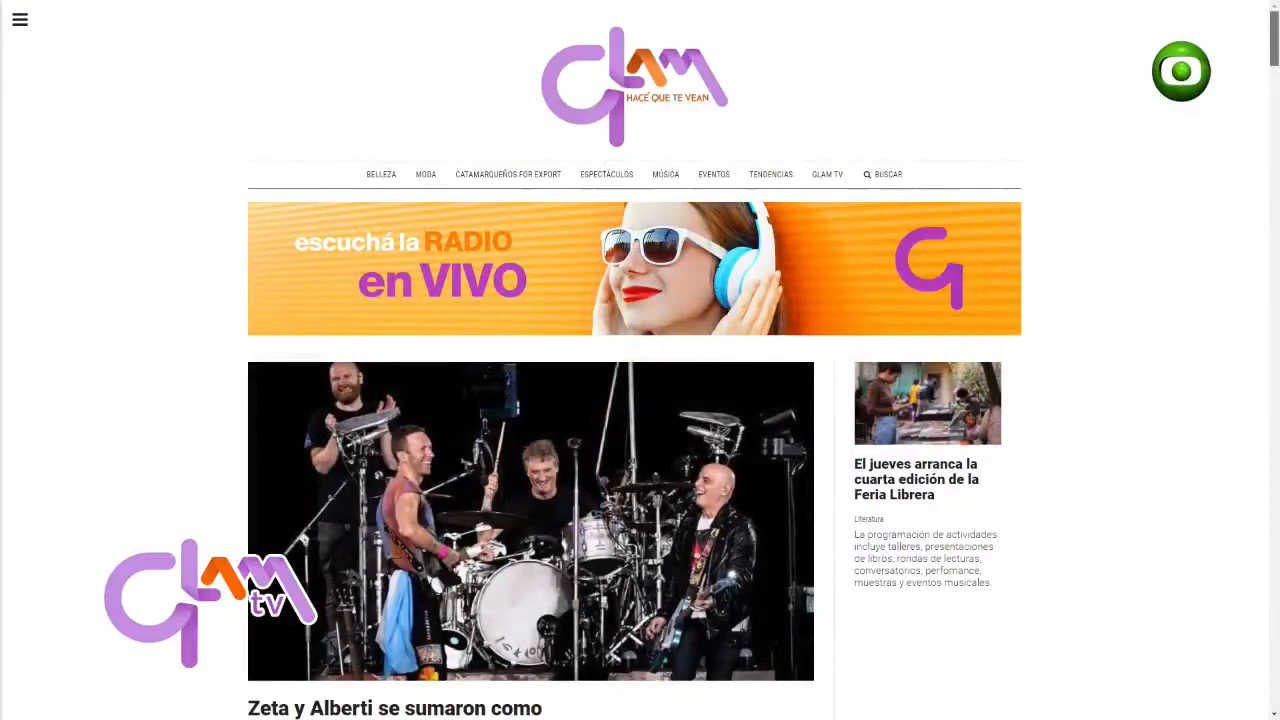 GLAM
HACÉ QUE TE VEAN
BELLEZA MODA CATAMARQUEÑOS FOR EXPORT ESPECTÁCULOS MÚSICA EVENTOS TENDENCIAS GLAM TV BUSCAR
escuchá la RADIO
en VIVO
G
El jueves arranca la
cuarta edición de la
Feria Librera
Literatura
La programación de actividades
incluye talleres, presentaciones
de libros, rondas de lecturas,
conversatorios, perfomance,
muestras y eventos musicales.
GLAM
tv
Zeta y Alberti se sumaron como